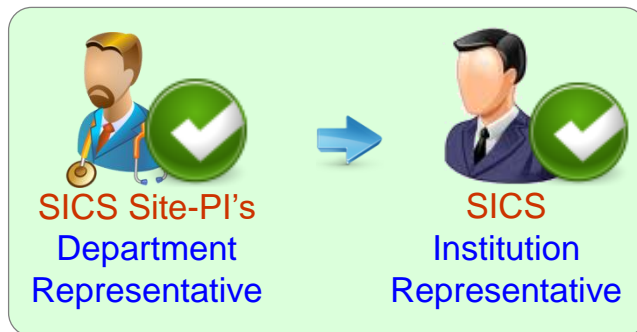 SICS Site-PI's
Department
Representative
SICS
Institution
Representative